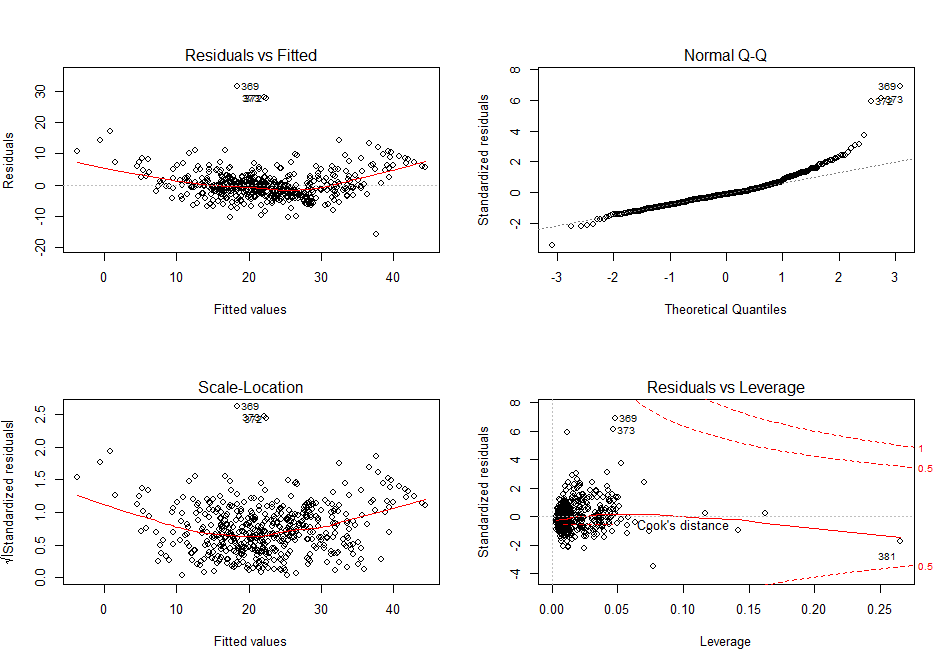 Residuals vs Fitted
Residuals
-20 -10 0 10 20 30
369
373
372
0 10 20 30 40
Fitted values
Normal Q-Q
Standardized residuals
-2 0 2 4 6 8
369
372
373
-3 -2 -1 0 1 2 3
Theoretical Quantiles
Scale-Location
√|Standardized residuals|
0.0 0.5 1.0 1.5 2.0 2.5
369
373
372
0 10 20 30 40
Fitted values
Residuals vs Leverage
Standardized residuals
-4 -2 0 2 4 6 8
369
373
Cook's distance
381
1
0.5
0.5
0.00 0.05 0.10 0.15 0.20 0.25
Leverage